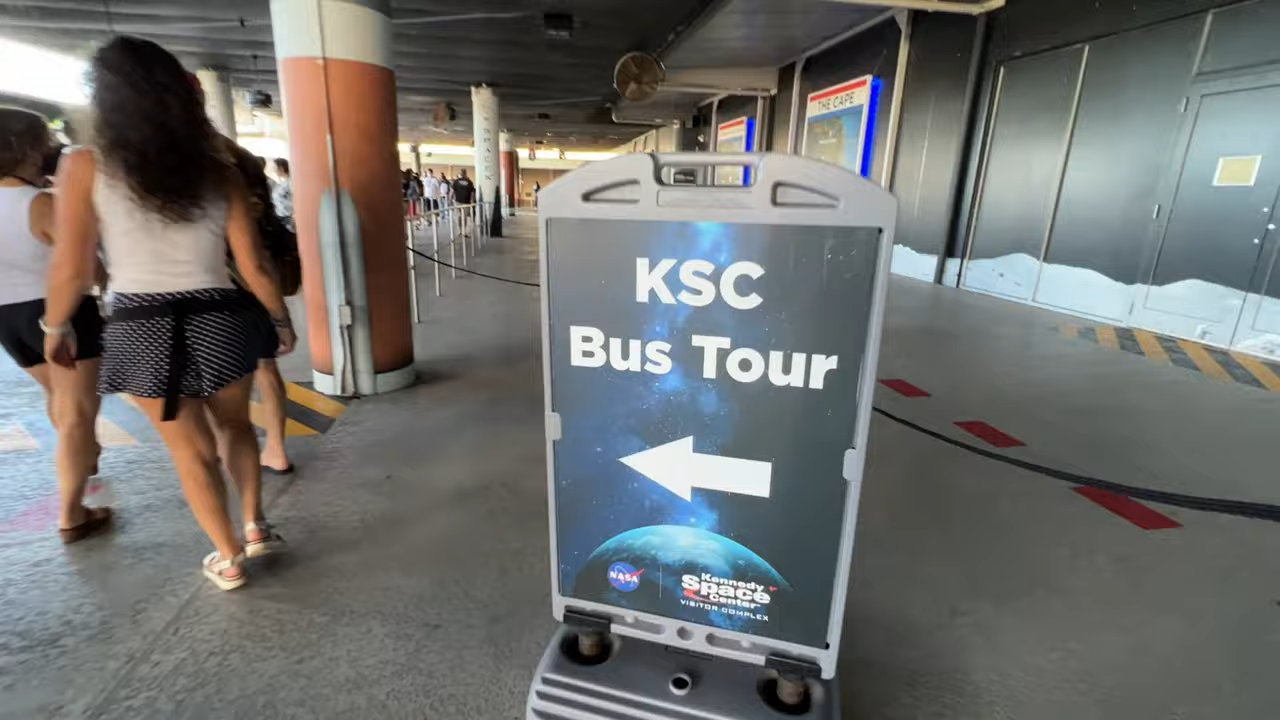 THE CAPE
KSC
Bus Tour
NASA
Kennedy
Space
Center
VISITOR COMPLEX